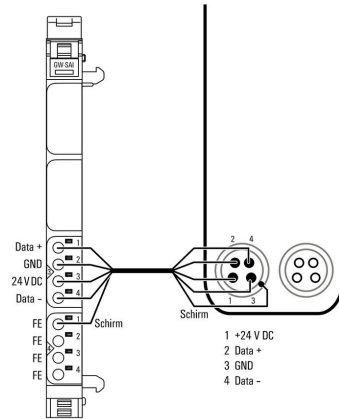 GW-SAI
Data + 1
GND 2
24 V DC 3
Data – 4
FE 1
FE 2
FE 3
FE 4
Schirm
2 4
1 3
Schirm
1 +24 V DC
2 Data +
3 GND
4 Data –